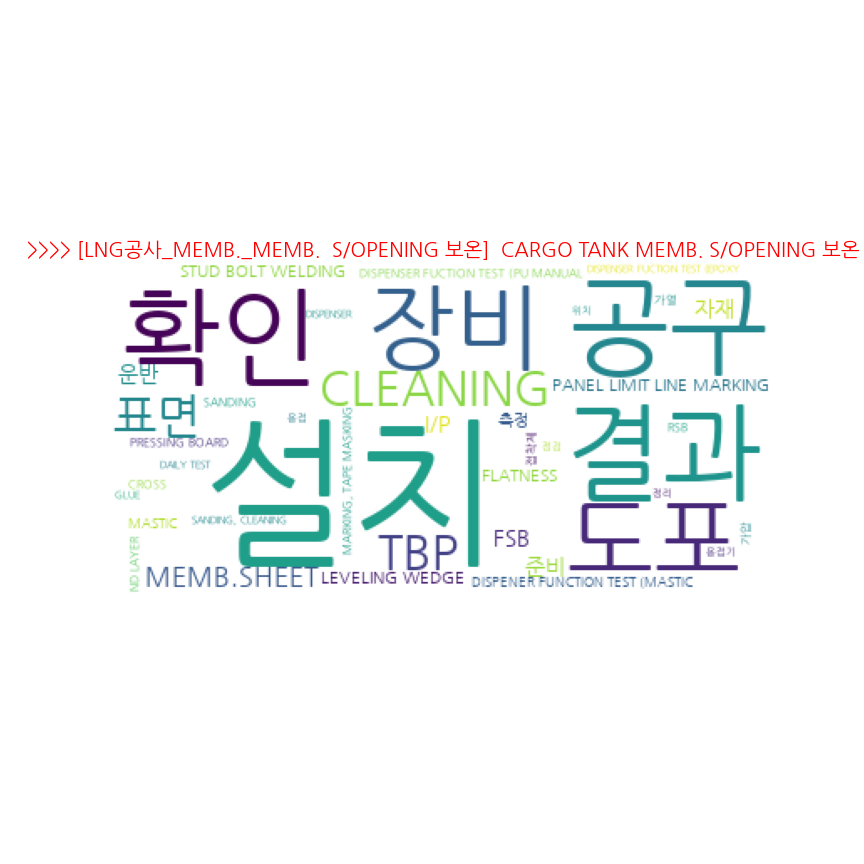 >>>> [LNG공사_MEMB._MEMB.  S/OPENING 보온]  CARGO TANK MEMB. S/OPENING 보온
STUD BOLT WELDING
DISPENSER FUCTION TEST (PU MANUAL
DISPENSER FUCTION TEST (EPOXY
확인
DISPENSER
장비
공구
위치
가열
자재
운반
CLEANING
PANEL LIMIT LINE MARKING
표면
SANDING
용접
I/P
측정
결과
RSB
설치
MARKING, TAPE MASKING
PRESSING BOARD
접착제
점검
DAILY TEST
FLATNESS
CROSS
GLUE
정리
MASTIC
SANDING, CLEANING
도포
TBP
FSB
가압
용접기
ND LAYER
MEMB.SHEET
LEVELING WEDGE
준비
DISPENER FUNCTION TEST (MASTIC